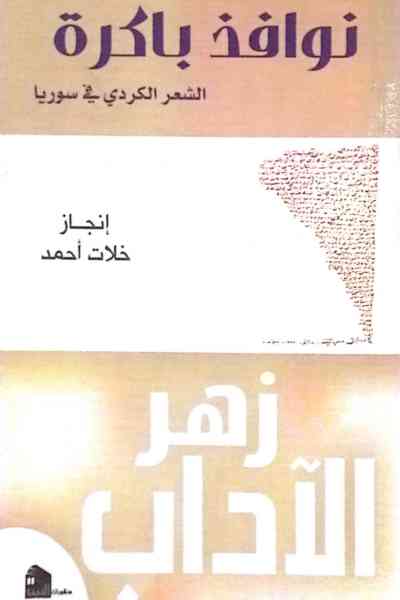 نوافذ باكرة
الشعر الكردي في سوريا
إنجاز
خلات أحمد
زهر
الآداب